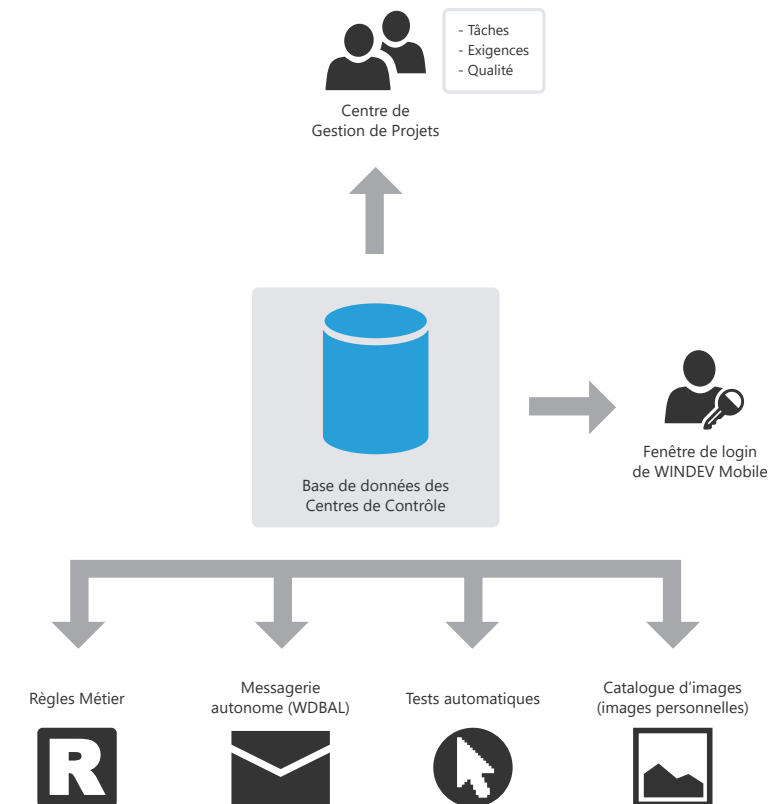 - Tâches
- Exigences
- Qualité
Centre de
Gestion de Projets
Base de données des
Centres de Contrôle
Fenêtre de login
de WINDEV Mobile
Règles Métier
Messagerie
autonome (WDBAL)
Tests automatiques
Catalogue d’images
(images personnelles)
R